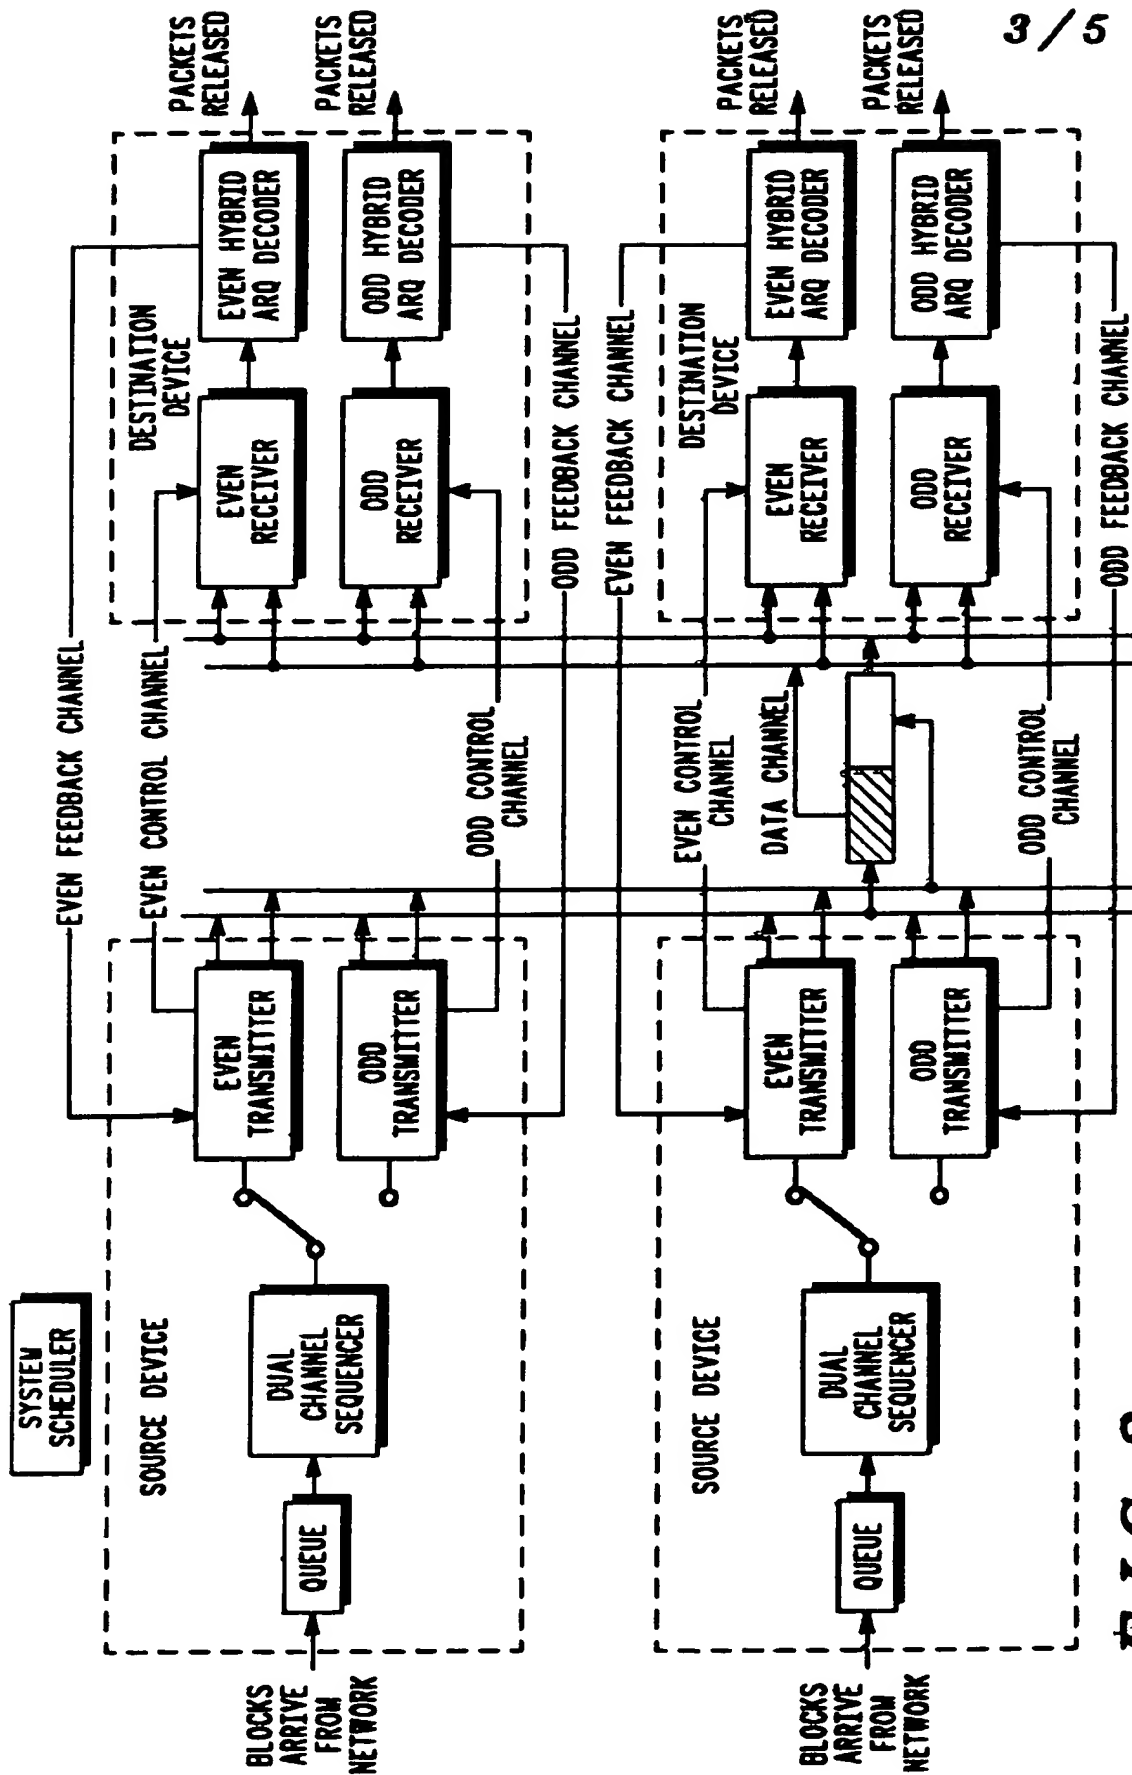 3/5
SYSTEM
SCHEDULER
EVEN FEEDBACK CHANNEL
EVEN CONTROL CHANNEL
SOURCE DEVICE
BLOCKS
ARRIVE
FROM
NETWORK
QUEUE
DUAL
CHANNEL
SEQUENCER
EVEN
TRANSMITTER
ODD
TRANSMITTER
ODD CONTROL
CHANNEL
DESTINATION
DEVICE
EVEN
RECEIVER
ODD
RECEIVER
EVEN HYBRID
ARQ DECODER
ODD HYBRID
ARQ DECODER
PACKETS
RELEASED
PACKETS
RELEASED
ODD FEEDBACK CHANNEL
EVEN FEEDBACK CHANNEL
EVEN CONTROL
CHANNEL
DATA CHANNEL
SOURCE DEVICE
BLOCKS
ARRIVE
FROM
NETWORK
QUEUE
DUAL
CHANNEL
SEQUENCER
EVEN
TRANSMITTER
ODD
TRANSMITTER
ODD CONTROL
CHANNEL
DESTINATION
DEVICE
EVEN
RECEIVER
ODD
RECEIVER
EVEN HYBRID
ARQ DECODER
ODD HYBRID
ARQ DECODER
PACKETS
RELEASED
PACKETS
RELEASED
ODD FEEDBACK CHANNEL